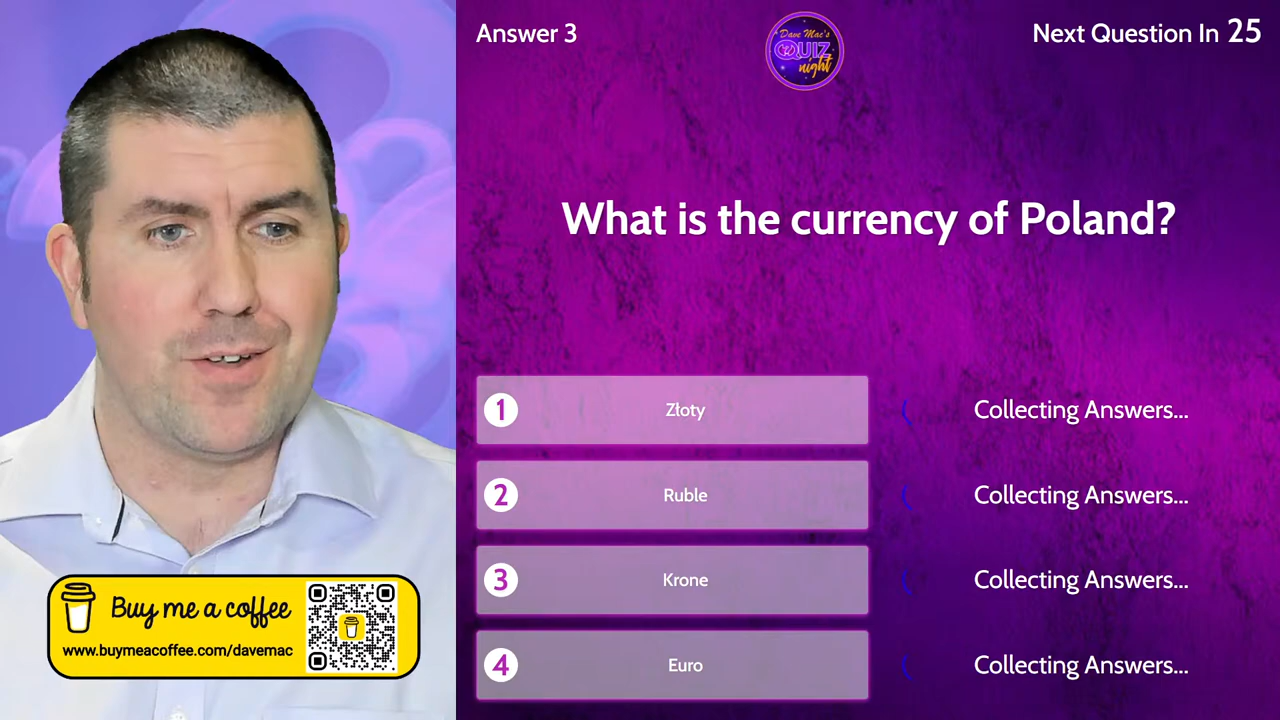 Answer 3
Dave Mac's
QUIZ
night
Next Question In 25
What is the currency of Poland?
1 Złoty Collecting Answers...
2 Ruble Collecting Answers...
3 Krone Collecting Answers...
4 Euro Collecting Answers...
Buy me a coffee
www.buymeacoffee.com/davemac